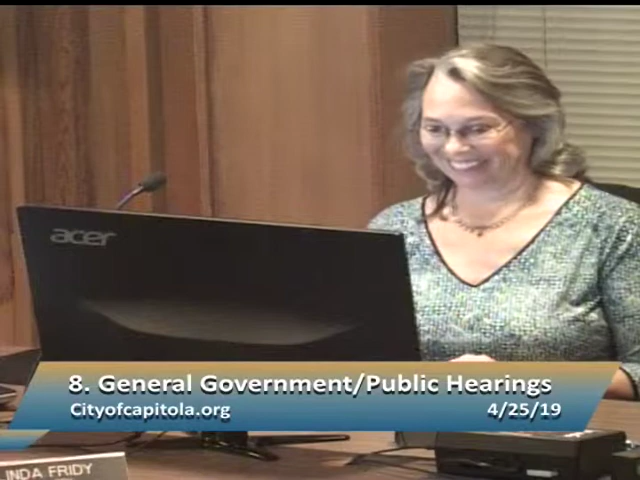 acer
8. General Government/Public Hearings
Cityofcapitola.org 4/25/19
INDA FRIDY